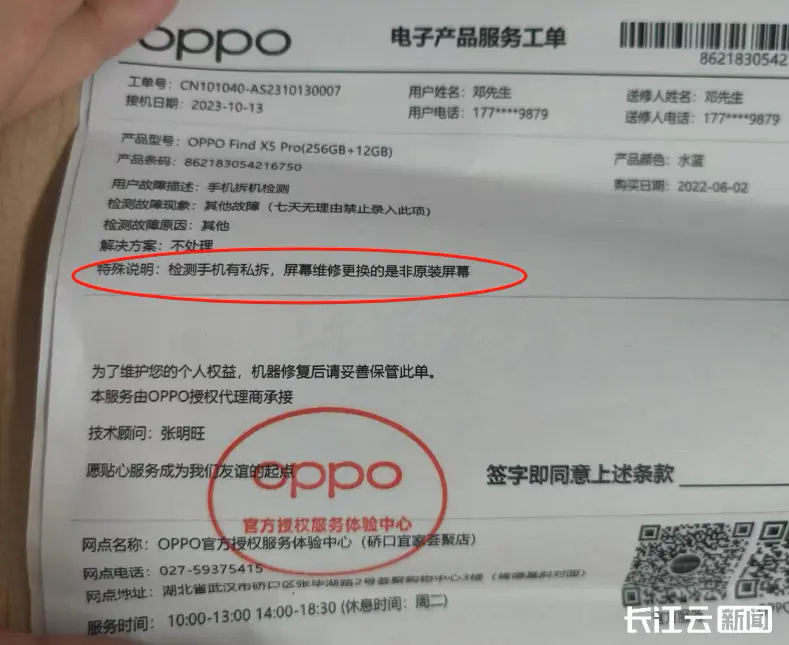 oppo 电子产品服务工单
8621830542
工单号：CN101040-AS2310130007 用户姓名：邓先生 送修人姓名：邓先生
接机日期：2023-10-13 用户电话：177****9879 送修人电话：177****9879
产品型号：OPPO Find X5 Pro(256GB+12GB) 产品颜色：水蓝
产品条码：862183054216750 购买日期：2022-06-02
用户故障描述：手机拆机检测
检测故障现象：其他故障（七天无理由禁止录入此项）
检测故障原因：其他
解决方案：不处理
特殊说明：检测手机有私拆，屏幕维修更换的是非原装屏幕
为了维护您的个人权益，机器修复后请妥善保管此单。
本服务由OPPO授权代理商承接
技术顾问：张明旺
愿贴心服务成为我们友谊的起点 签字即同意上述条款
oppo
官方授权服务体验中心
网点名称：OPPO官方授权服务体验中心（硚口宜家荟聚店）
网点电话：027-59375415
网点地址：湖北省武汉市硚口区张毕湖路2号荟聚购物中心3楼
服务时间：10:00-13:00 14:00-18:30 (休息时间：周二)
长江云新闻